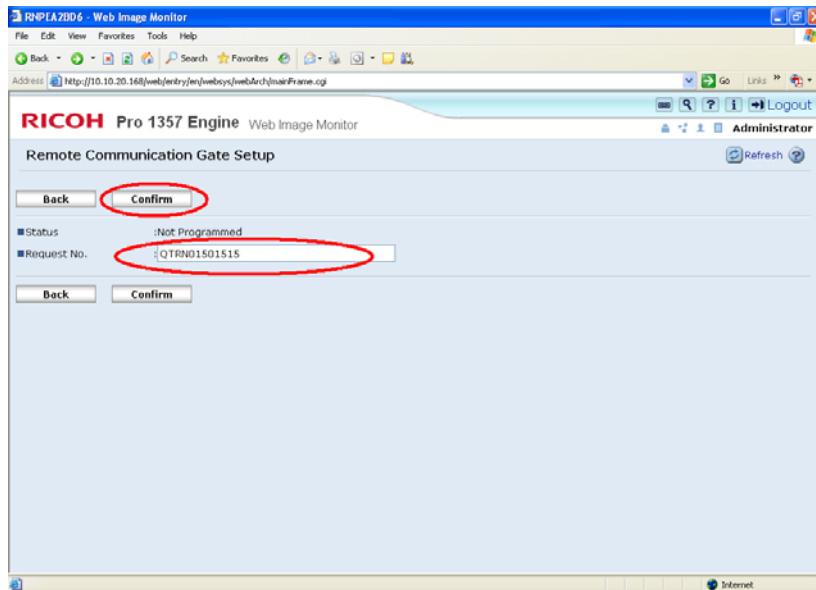 RNPEA2BD6 - Web Image Monitor
File Edit View Favorites Tools Help
Back Search Favorites
Address http://10.10.20.168/web/entry/en/websys/webArch/mainFrame.cgi Go Links »
Logout
RICOH Pro 1357 Engine Web Image Monitor
Administrator
Remote Communication Gate Setup Refresh
Back Confirm
Status :Not Programmed
Request No. : QTRN01501515
Back Confirm
Internet